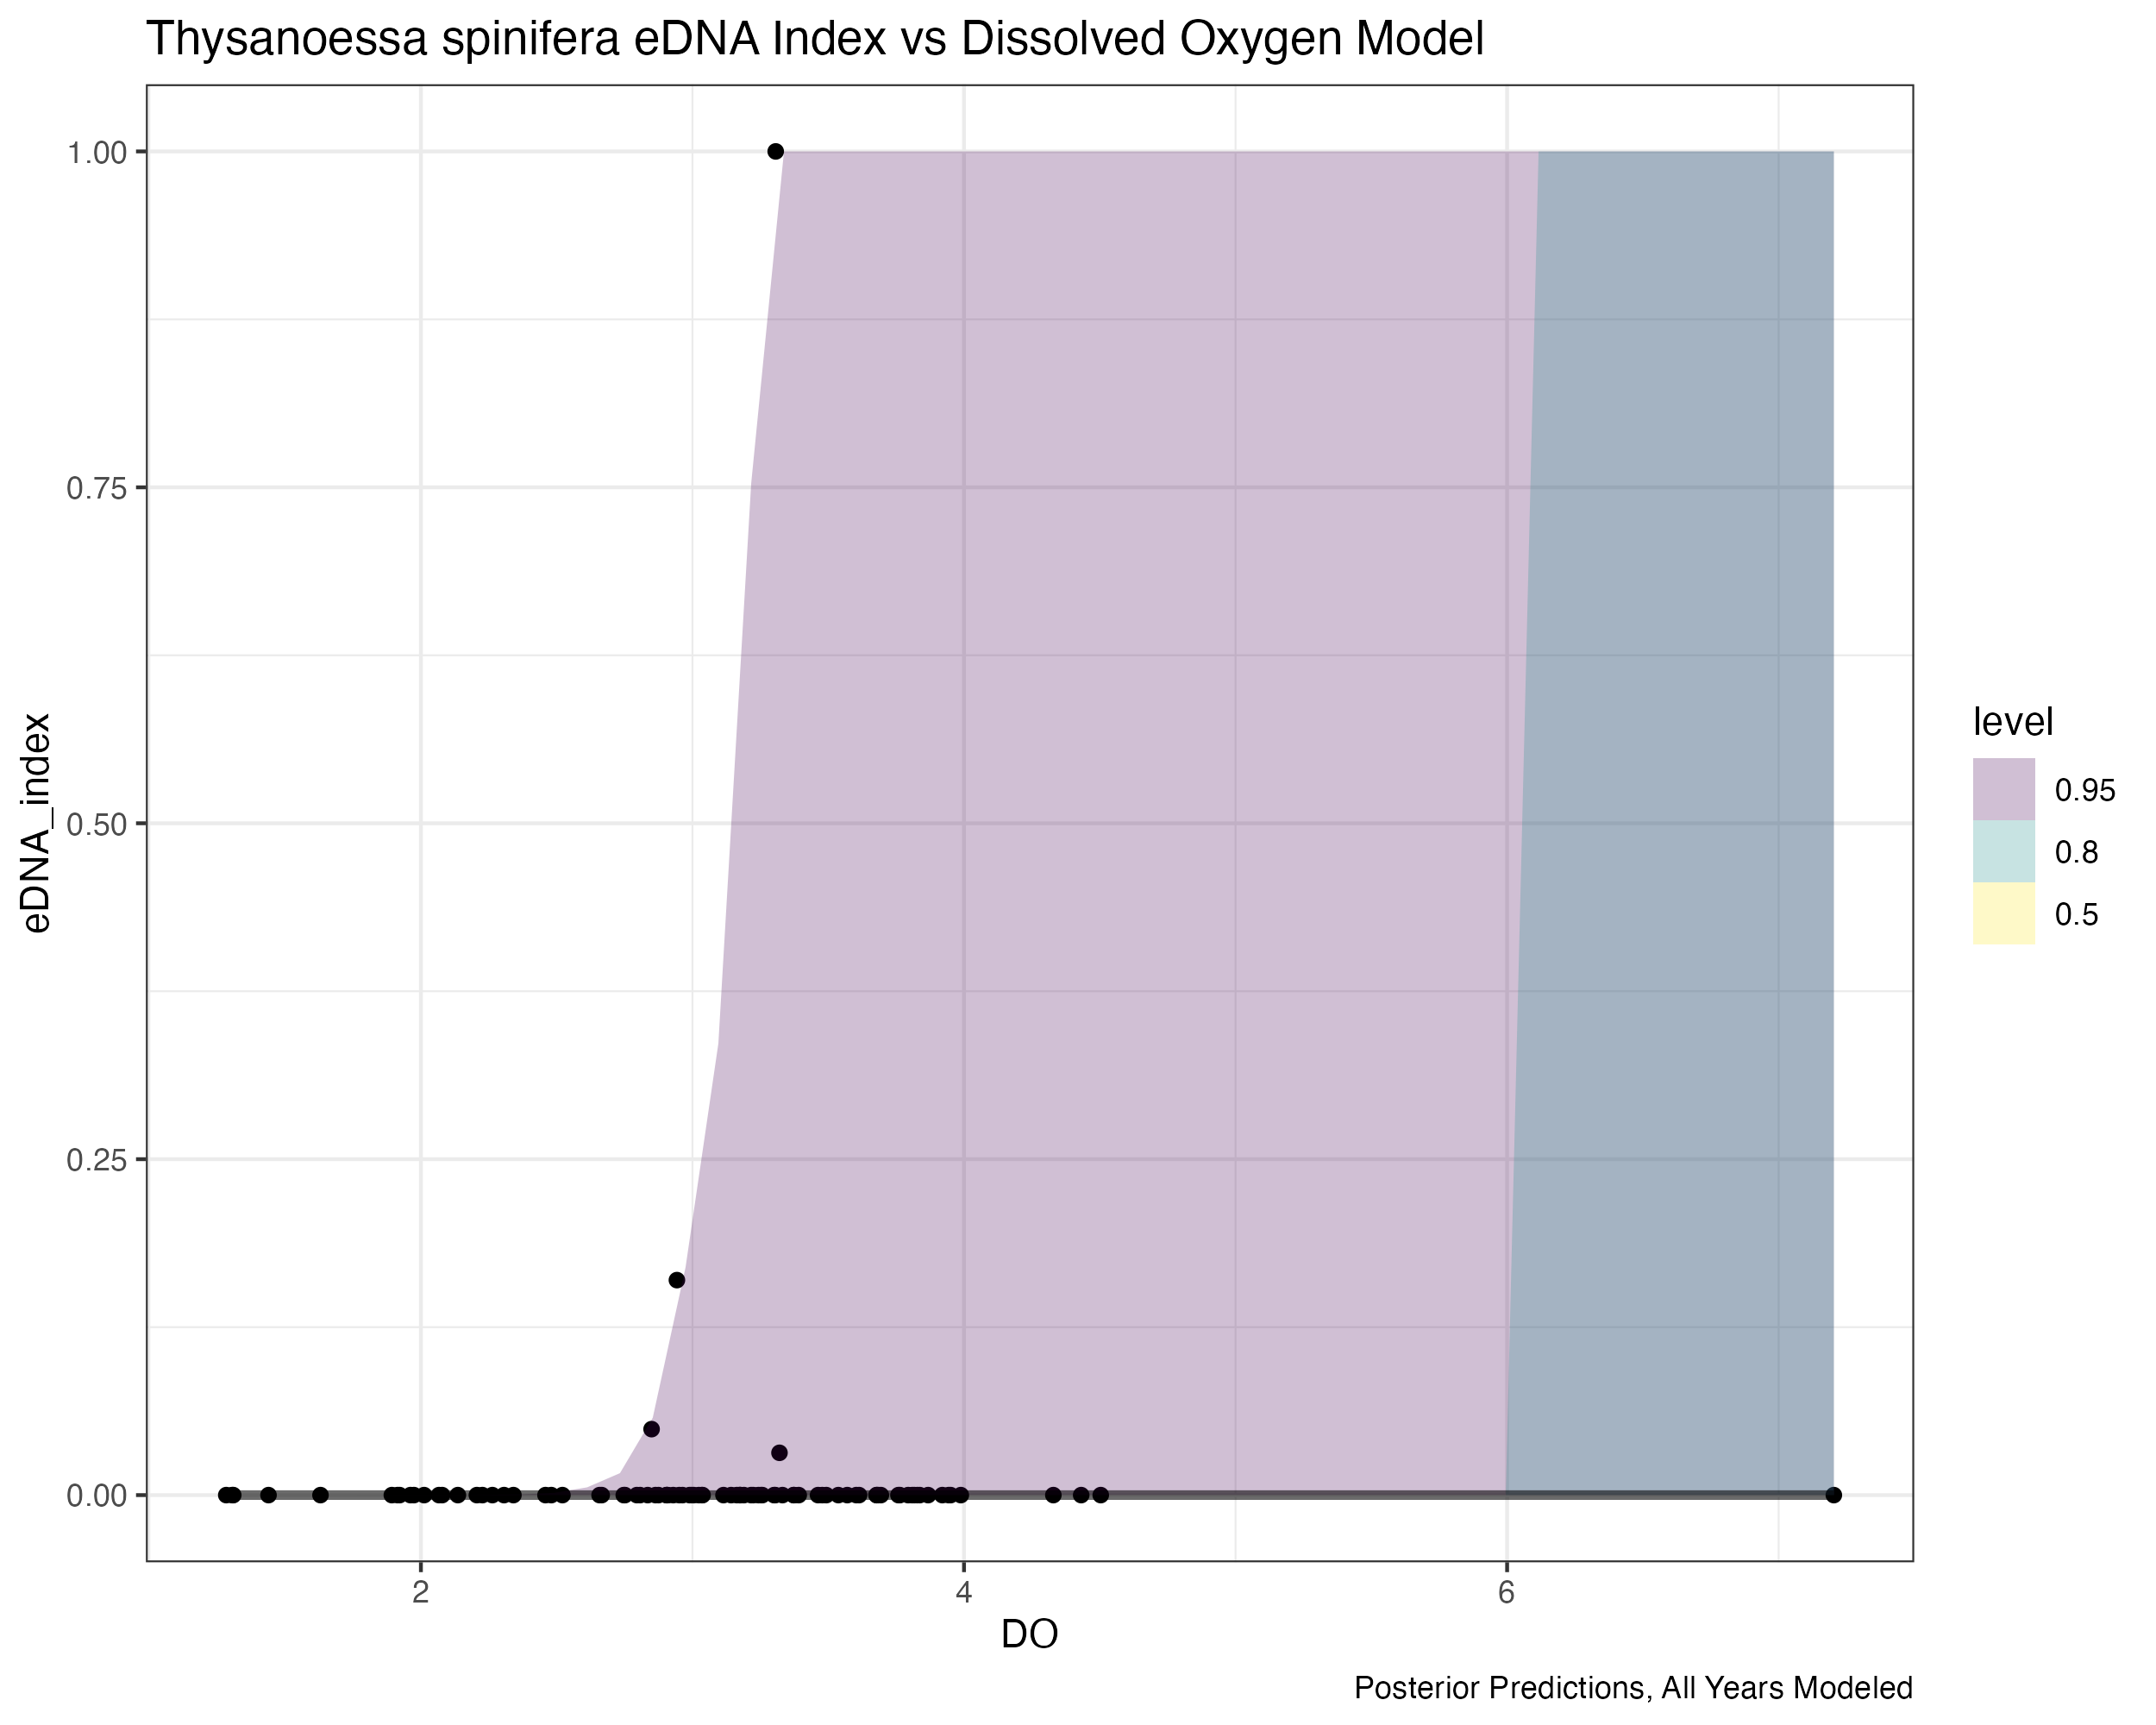 Thysanoessa spinifera eDNA Index vs Dissolved Oxygen Model
1.00
0.75
0.50
0.25
0.00
eDNA_index
2 4 6
DO
level
0.95
0.8
0.5
Posterior Predictions, All Years Modeled